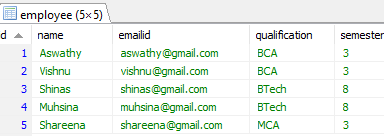 employee (5×5)
d name emailid qualification semester
1 Aswathy aswathy@gmail.com BCA 3
2 Vishnu vishnu@gmail.com BCA 3
3 Shinas shinas@gmail.com BTech 8
4 Muhsina muhsina@gmail.com BTech 8
5 Shareena shareena@gmail.com MCA 3